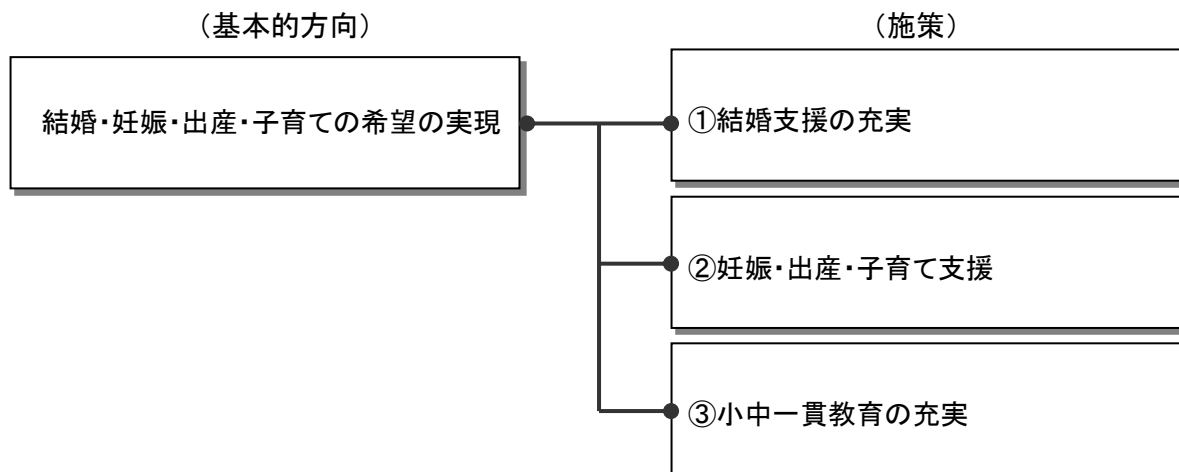 （基本的方向）
（施策）
結婚・妊娠・出産・子育ての希望の実現
①結婚支援の充実
②妊娠・出産・子育て支援
③小中一貫教育の充実